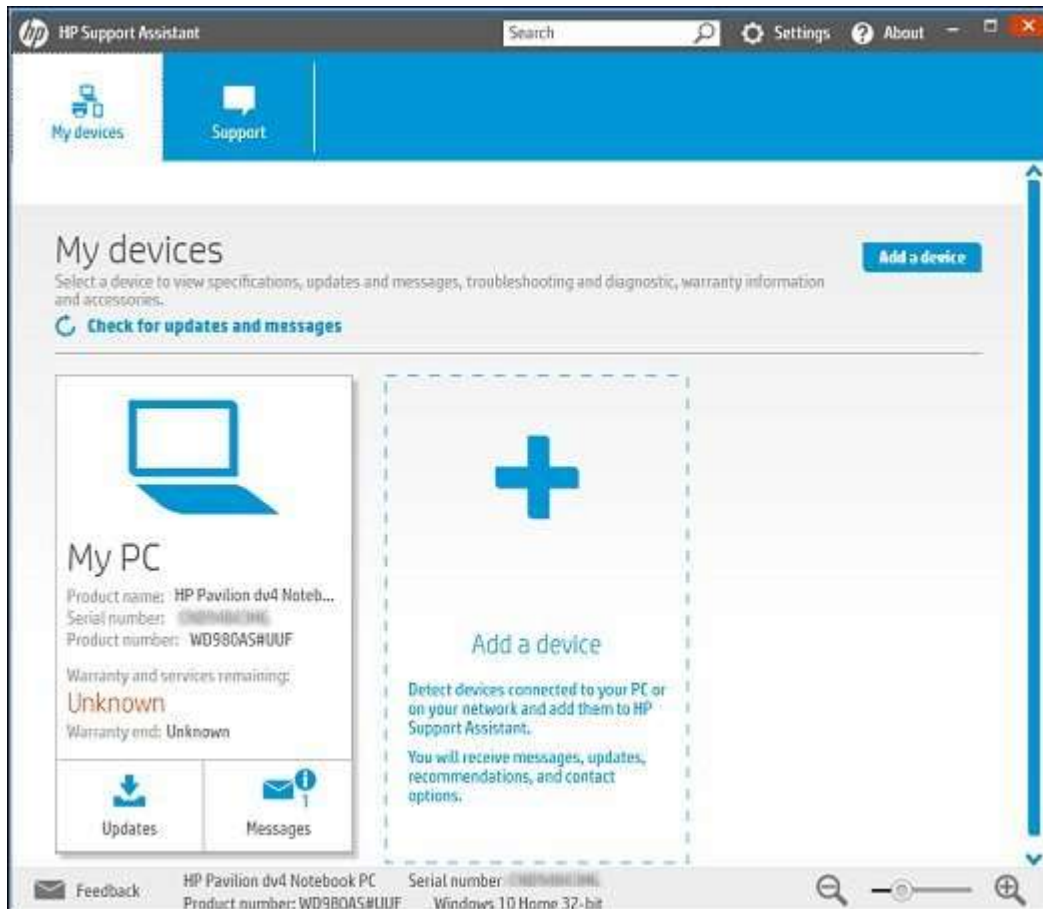 hp HP Support Assistant Search Settings ? About
My devices Support
My devices
Add a device
Select a device to view specifications, updates and messages, troubleshooting and diagnostic, warranty information
and accessories.
Check for updates and messages
My PC
Product name: HP Pavilion dv4 Noteb...
Serial number:
Product number: WD980AS#UUF
Warranty and services remaining:
Unknown
Warranty end: Unknown
Updates
Messages
1
Add a device
Detect devices connected to your PC or
on your network and add them to HP
Support Assistant.
You will receive messages, updates,
recommendations, and contact
options.
Feedback
HP Pavilion dv4 Notebook PC Serial number
Product number: WD980AS#UUF Windows 10 Home 32-bit